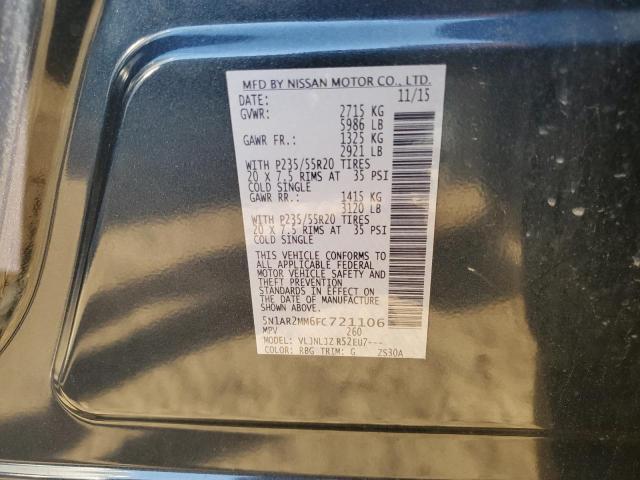 MFD BY NISSAN MOTOR CO., LTD.
DATE: 11/15
GVWR: 2715 KG
5986 LB
GAWR FR.: 1325 KG
2921 LB
WITH P235/55R20 TIRES
20 X 7.5 RIMS AT 35 PSI
COLD SINGLE
GAWR RR.: 1415 KG
3120 LB
WITH P235/55R20 TIRES
20 X 7.5 RIMS AT 35 PSI
COLD SINGLE
THIS VEHICLE CONFORMS TO
ALL APPLICABLE FEDERAL
MOTOR VEHICLE SAFETY AND
AND THEFT PREVENTION
STANDARDS IN EFFECT ON
THE DATE OF MANUFACTURE
SHOWN ABOVE.
5N1AR2MM6FC721106
MPV 260
MODEL: R52EU7---
COLOR: RBG TRIM: G ZS30A